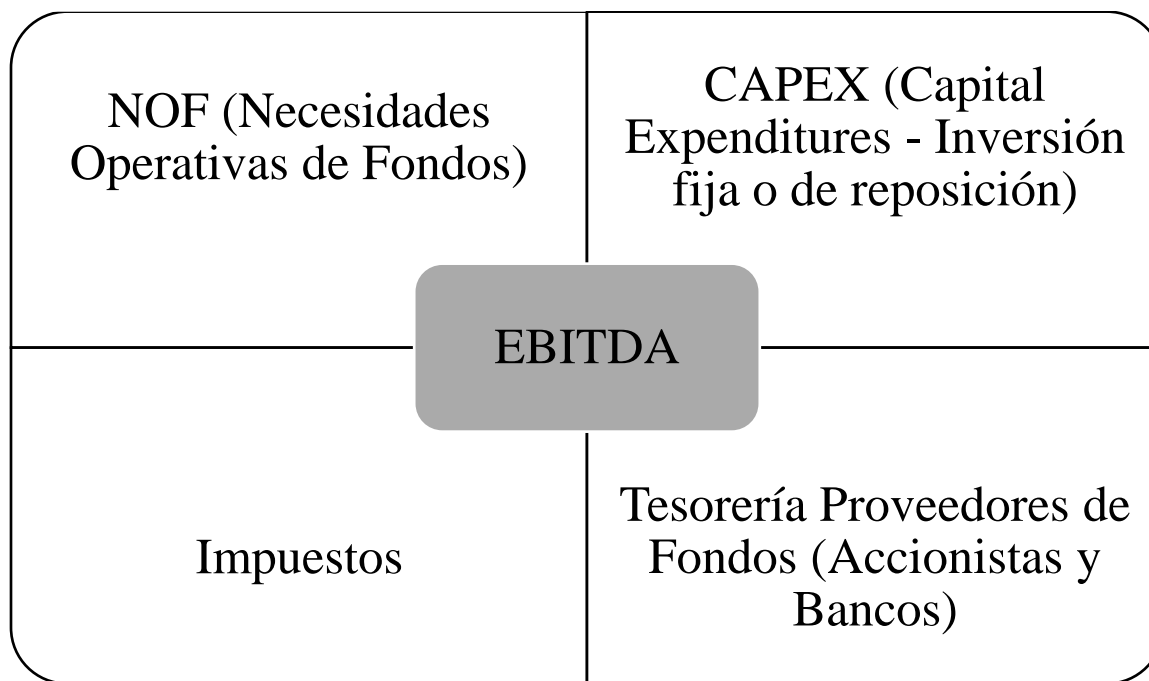 NOF (Necesidades
Operativas de Fondos)
CAPEX (Capital
Expenditures - Inversión
fija o de reposición)
EBITDA
Impuestos
Tesorería Proveedores de
Fondos (Accionistas y
Bancos)